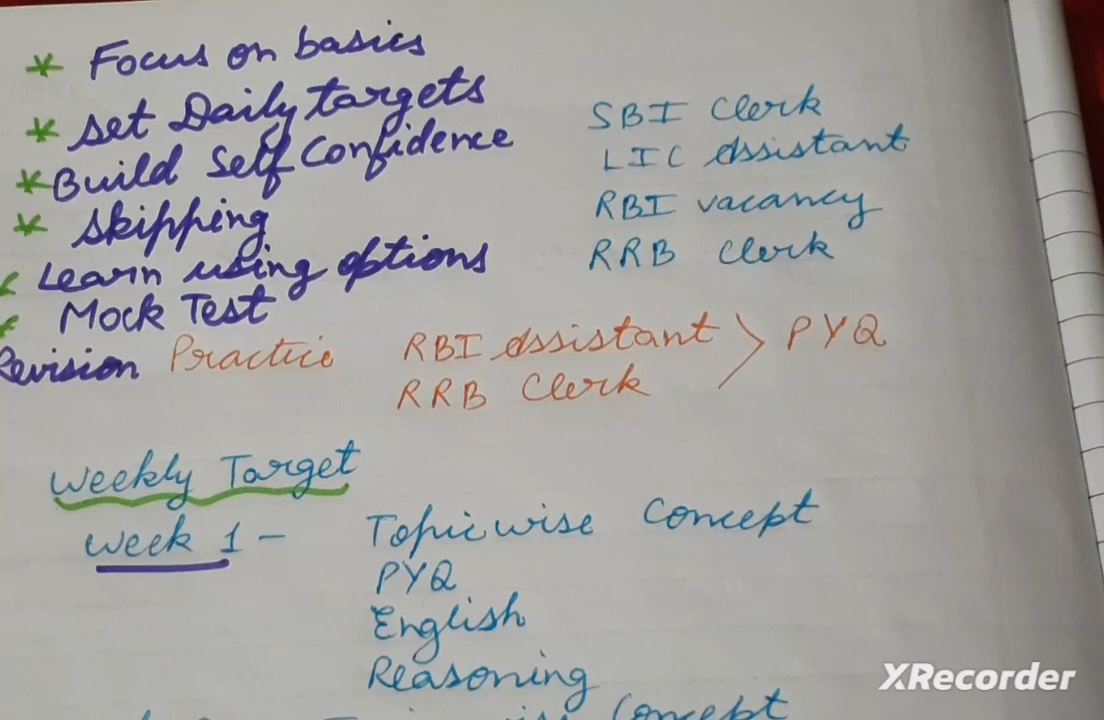 * Focus on basics
* Set Daily targets
* Build Self Confidence
* Skipping
* Learn using options
* Mock Test
Revision Practice
SBI Clerk
LIC Assistant
RBI vacancy
RRB Clerk
RBI Assistant > PYQ
RRB Clerk
Weekly Target
Week 1 - Topicwise Concept
PYQ
English
Reasoning
Concept
XRecorder